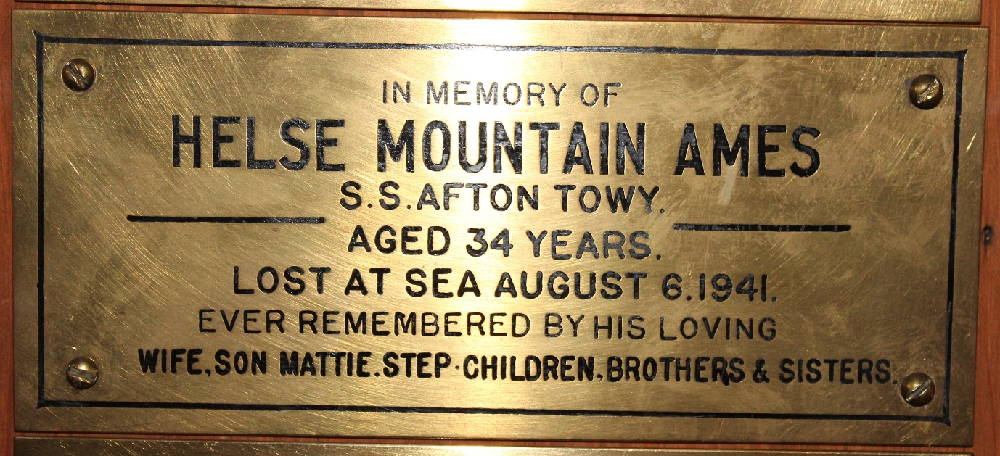 IN MEMORY OF
HELSE MOUNTAIN AMES
S.S. AFTON TOWY.
AGED 34 YEARS.
LOST AT SEA AUGUST 6.1941.
EVER REMEMBERED BY HIS LOVING
WIFE,SON MATTIE.STEP-CHILDREN.BROTHERS & SISTERS.